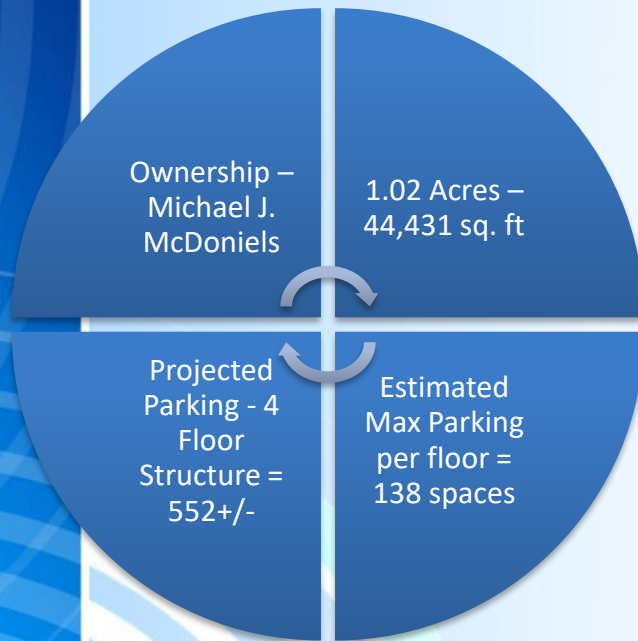 Ownership –
Michael J.
McDoniels
1.02 Acres –
44,431 sq. ft
Projected
Parking - 4
Floor
Structure =
552+/-
Estimated
Max Parking
per floor =
138 spaces